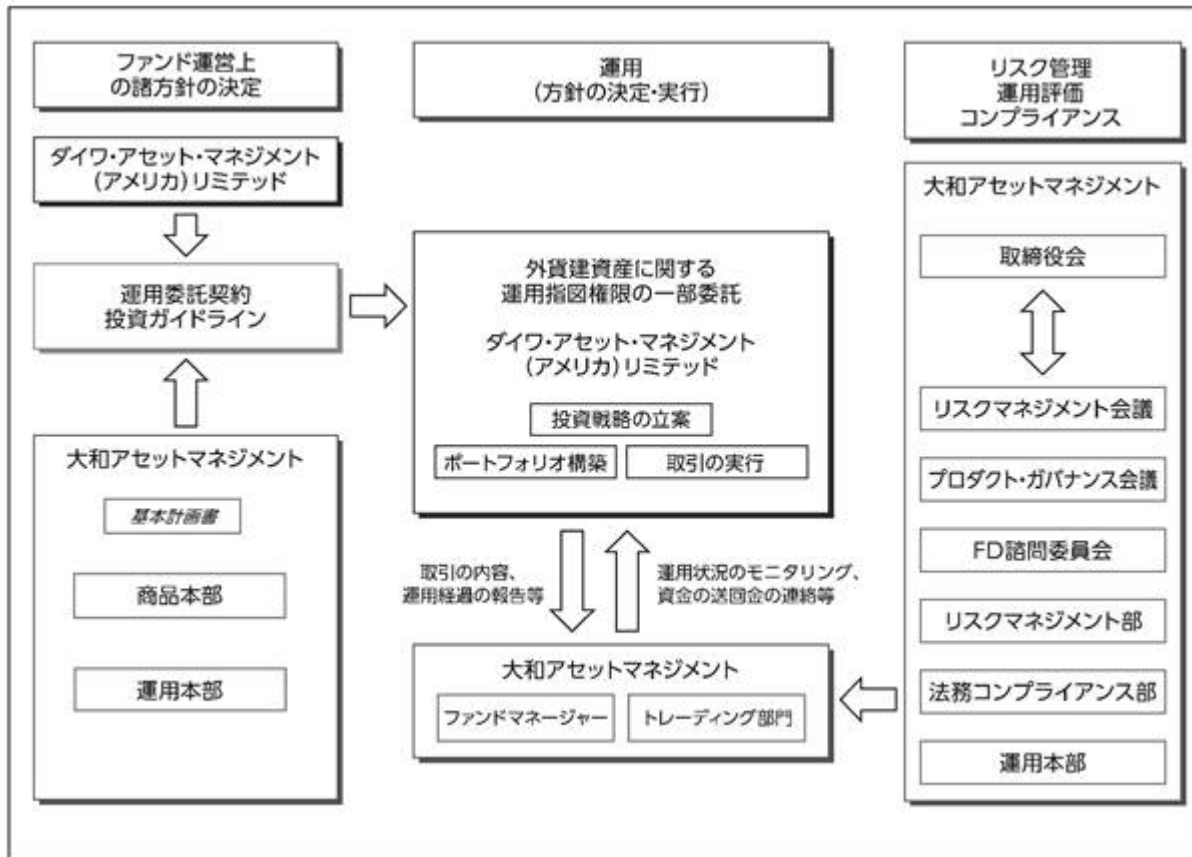 ファンド運営上
の諸方針の決定
ダイワ・アセット・マネジメント
(アメリカ)リミテッド
運用委託契約
投資ガイドライン
大和アセットマネジメント
基本計画書
商品本部
運用本部
運用
(方針の決定・実行)
外貨建資産に関する
運用指図権限の一部委託
ダイワ・アセット・マネジメント
(アメリカ)リミテッド
投資戦略の立案
ポートフォリオ構築
取引の実行
取引の内容、
運用経過の報告等
運用状況のモニタリング、
資金の送回金の連絡等
大和アセットマネジメント
ファンドマネージャー
トレーディング部門
リスク管理
運用評価
コンプライアンス
大和アセットマネジメント
取締役会
リスクマネジメント会議
プロダクト・ガバナンス会議
FD諮問委員会
リスクマネジメント部
法務コンプライアンス部
運用本部